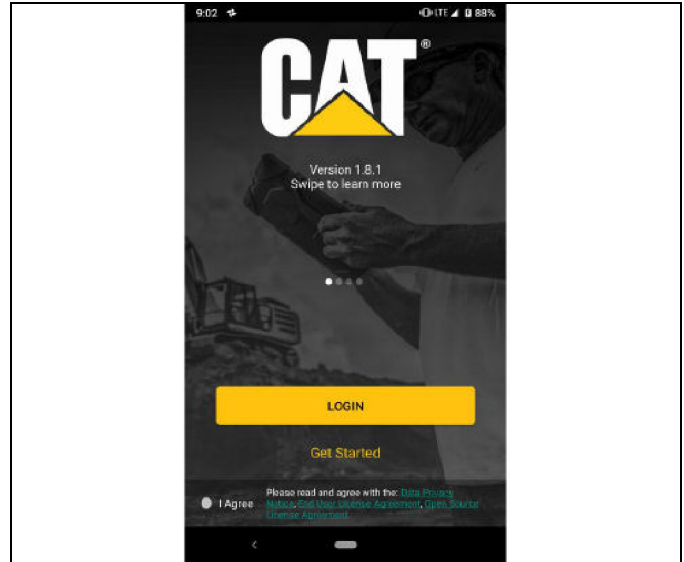 9:02 LTE 88%
CAT®
Version 1.8.1
Swipe to learn more
LOGIN
Get Started
I Agree
Please read and agree with the: Data Privacy
Notice, End User License Agreement, Open Source
License Agreement.